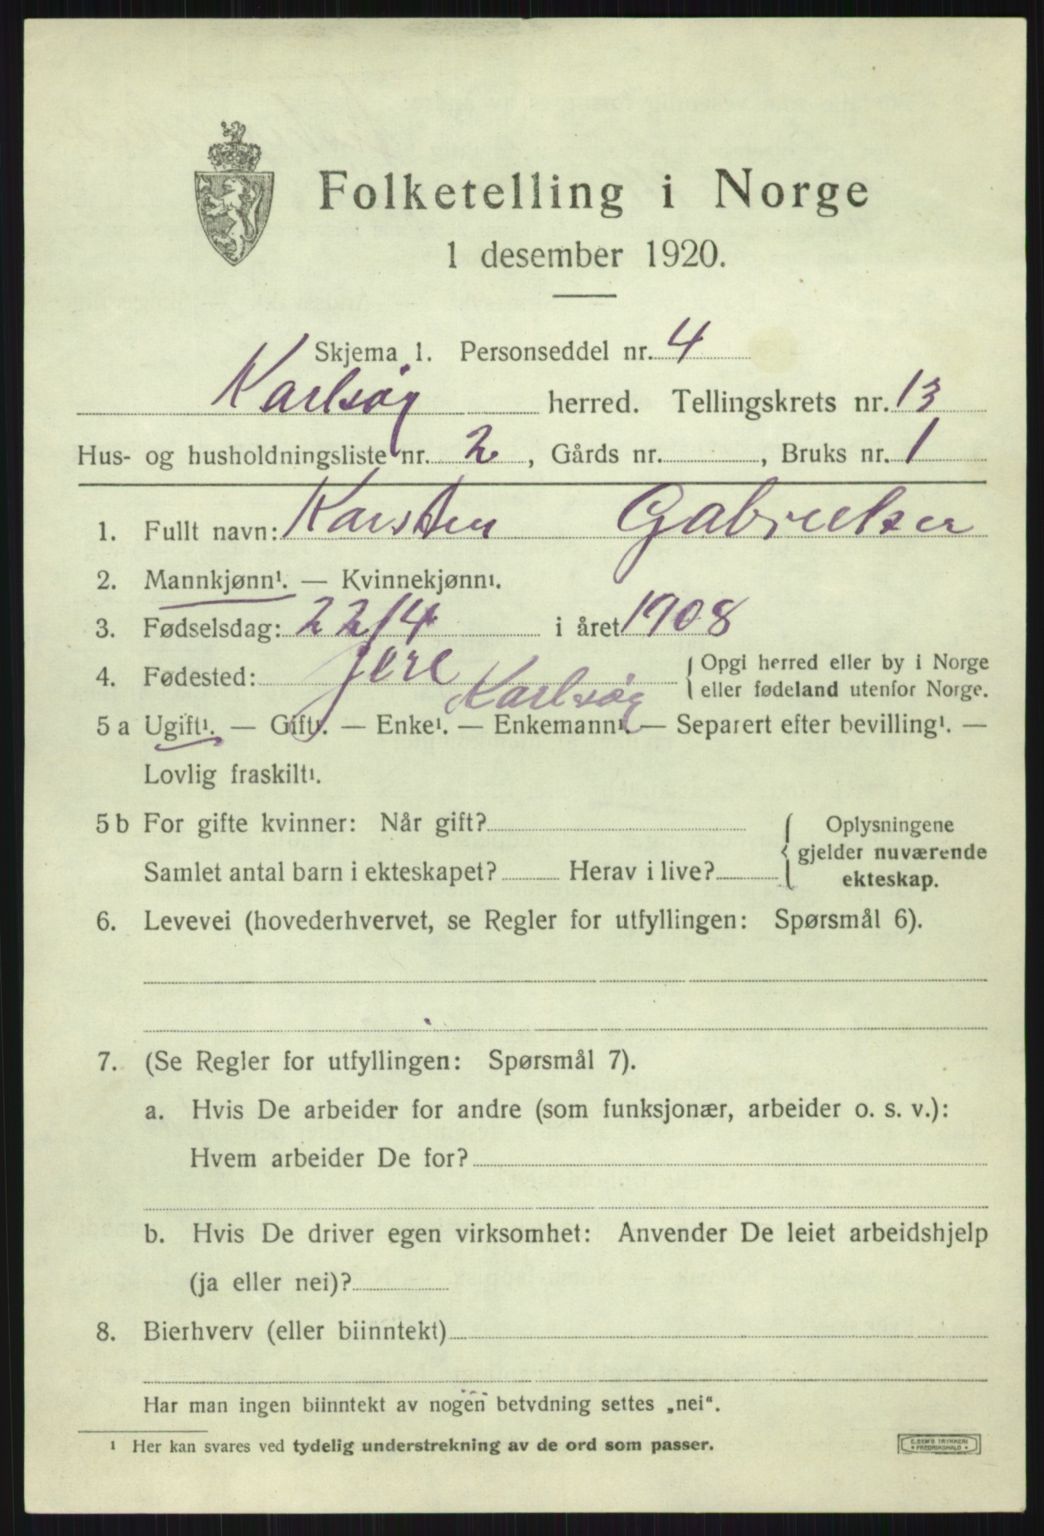 Folketelling i Norge
1 desember 1920.
Skjema 1. Personseddel nr. 4
Karlsøy herred. Tellingskrets nr. 13
Hus- og husholdningsliste nr. 2, Gårds nr. , Bruks nr. 1
1. Fullt navn: Karsten Gabrielsen
2. Mannkjønn¹. — Kvinnekjønn¹.
3. Fødselsdag: 22/4 i året 1908
4. Fødested: Karlsøy { Opgi herred eller by i Norge
eller fødeland utenfor Norge.
5 a Ugift¹. — Gift¹. — Enke¹. — Enkemann¹. — Separert efter bevilling¹. —
Lovlig fraskilt¹.
5 b For gifte kvinner: Når gift? { Oplysningene
gjelder nuværende
Samlet antal barn i ekteskapet? Herav i live? ekteskap.
6. Levevei (hovederhvervet, se Regler for utfyllingen: Spørsmål 6).
7. (Se Regler for utfyllingen: Spørsmål 7).
a. Hvis De arbeider for andre (som funksjonær, arbeider o. s. v.):
Hvem arbeider De for?
b. Hvis De driver egen virksomhet: Anvender De leiet arbeidshjelp
(ja eller nei)?
8. Bierhverv (eller biinntekt)
Har man ingen biinntekt av nogen betydning settes „nei“.
¹ Her kan svares ved tydelig understrekning av de ord som passer.